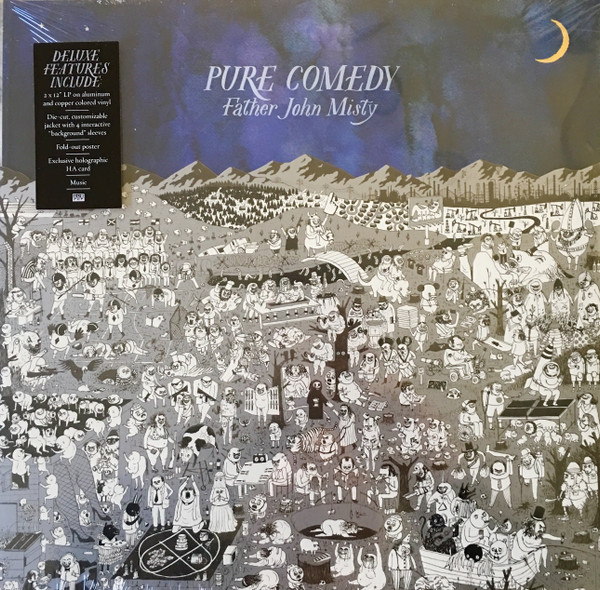 DELUXE
FEATURES
INCLUDE
2 x 12" LP on aluminum
and copper colored vinyl
Die-cut, customizable
jacket with 4 interactive
"background" sleeves
Fold-out poster
Exclusive holographic
HA card
Music
PURE COMEDY
Father John Misty